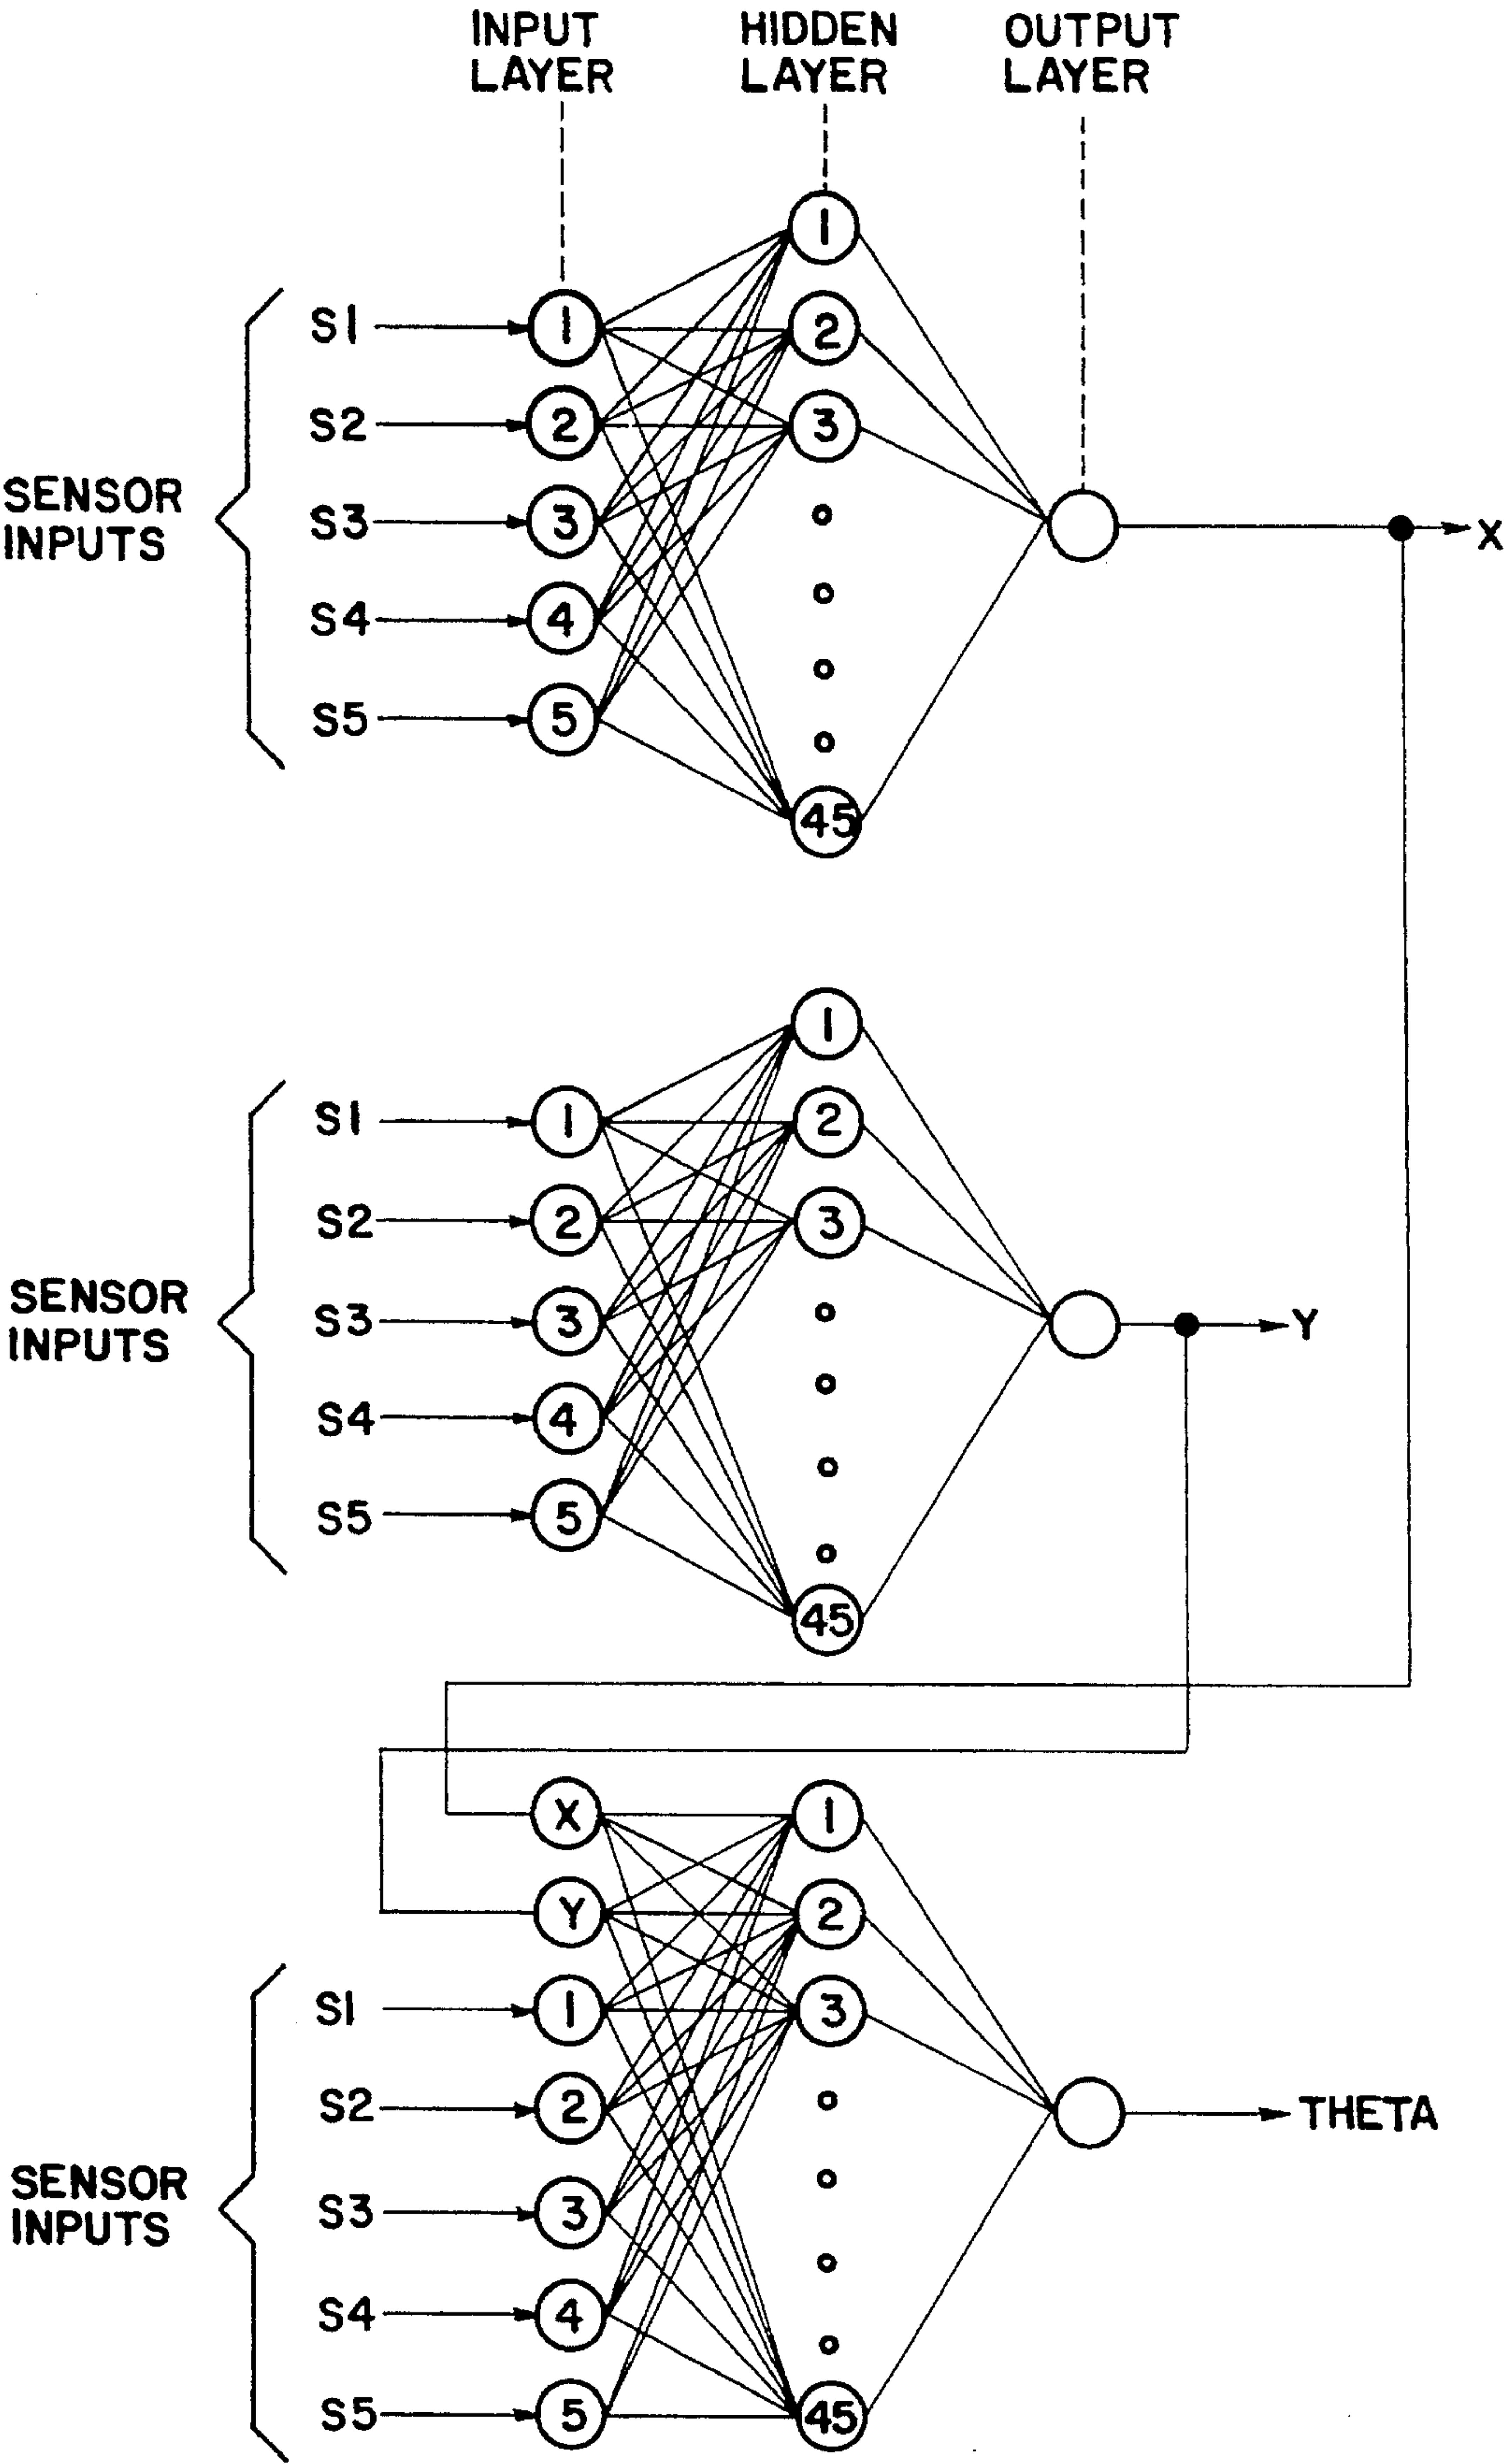 INPUT
LAYER
HIDDEN
LAYER
OUTPUT
LAYER
1
S1
1
2
S2
2
3
SENSOR
INPUTS
S3
3
X
S4
4
S5
5
45
1
S1
1
2
S2
2
3
SENSOR
INPUTS
S3
3
Y
S4
4
S5
5
45
X
1
Y
2
S1
1
3
S2
2
THETA
SENSOR
INPUTS
S3
3
S4
4
S5
5
45